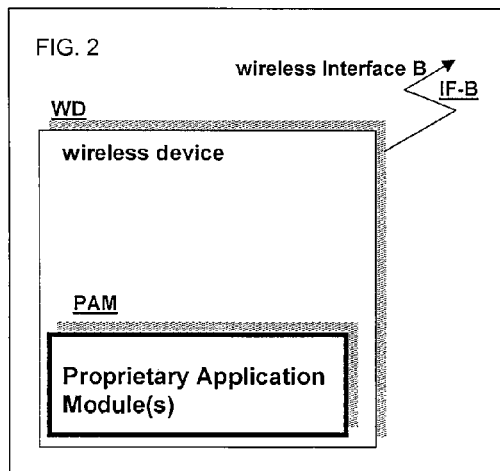 FIG. 2
wireless Interface B
IF-B
WD
wireless device
PAM
Proprietary Application
Module(s)